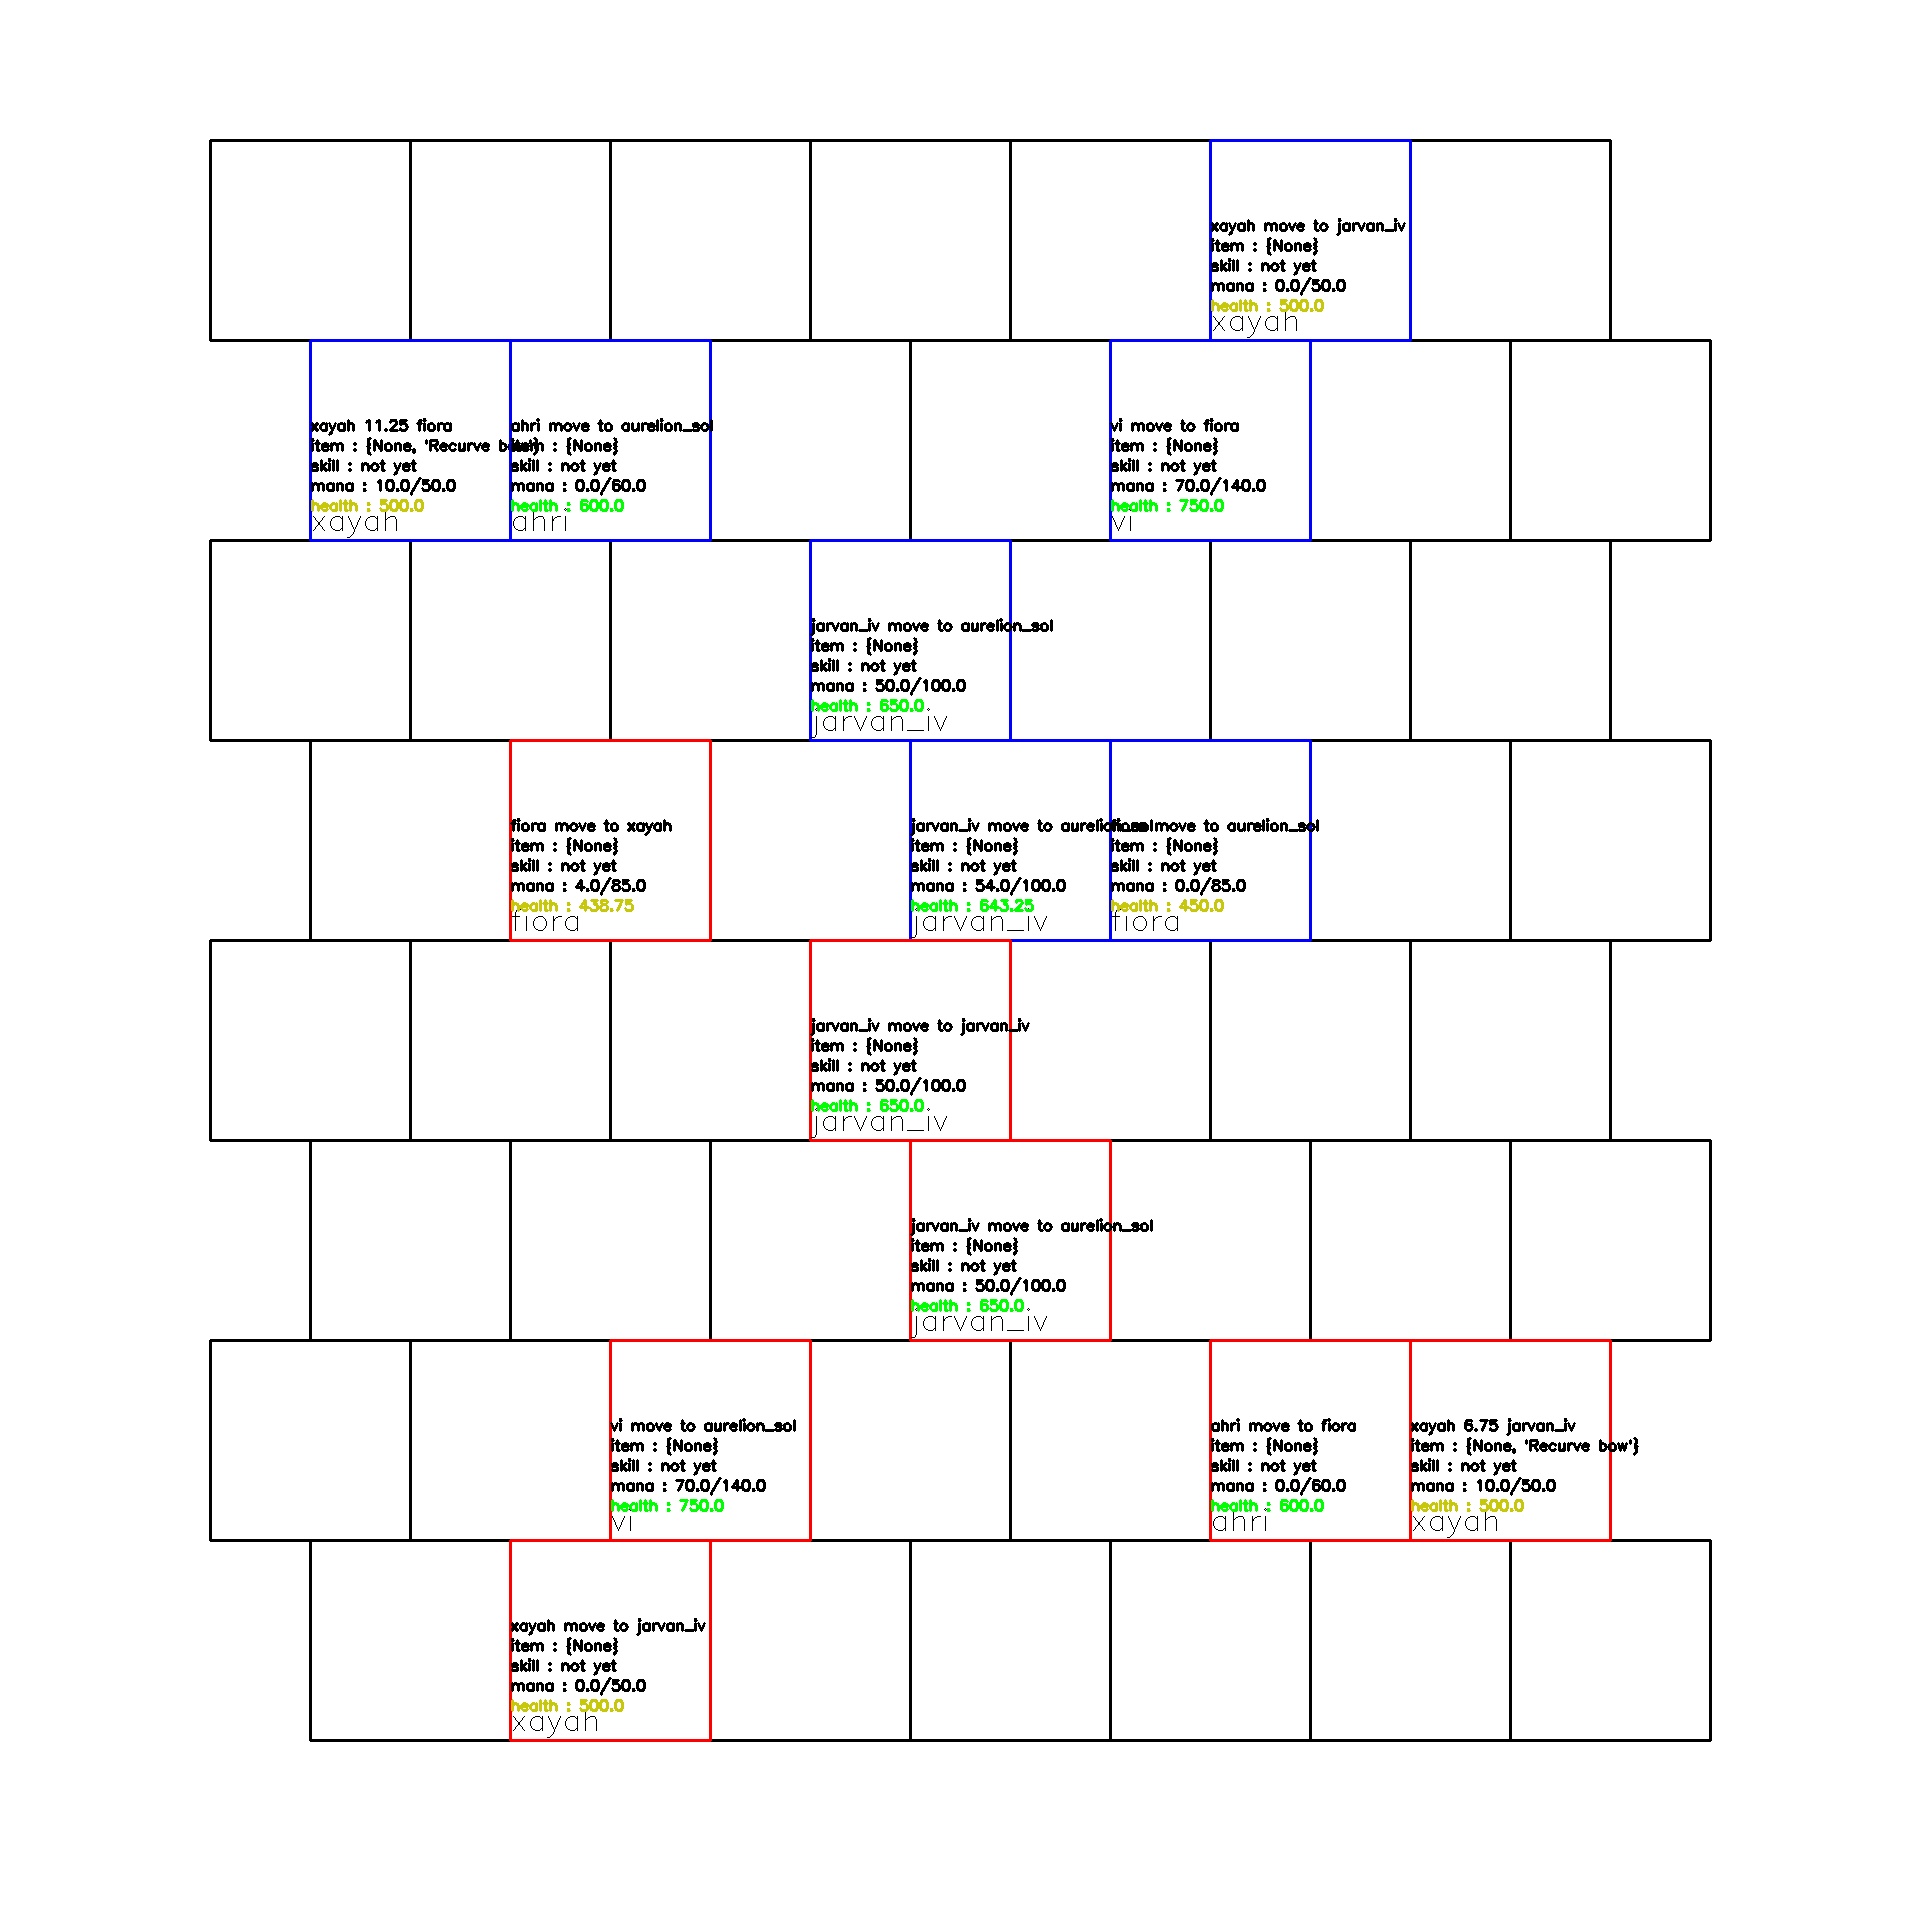 xayah move to jarvan_iv
item : {None}
skill : not yet
mana : 0.0/50.0
health : 500.0
xayah
xayah 11.25 fiora
item : {None, 'Recurve bow'}
skill : not yet
mana : 10.0/50.0
health : 500.0
xayah
ahri move to aurelion_sol
item : {None}
skill : not yet
mana : 0.0/60.0
health : 600.0
ahri
vi move to fiora
item : {None}
skill : not yet
mana : 70.0/140.0
health : 750.0
vi
jarvan_iv move to aurelion_sol
item : {None}
skill : not yet
mana : 50.0/100.0
health : 650.0
jarvan_iv
fiora move to xayah
item : {None}
skill : not yet
mana : 4.0/85.0
health : 438.75
fiora
jarvan_iv move to aurelion_sol
item : {None}
skill : not yet
mana : 54.0/100.0
health : 643.25
jarvan_iv
fiora move to aurelion_sol
item : {None}
skill : not yet
mana : 0.0/85.0
health : 450.0
fiora
jarvan_iv move to jarvan_iv
item : {None}
skill : not yet
mana : 50.0/100.0
health : 650.0
jarvan_iv
jarvan_iv move to aurelion_sol
item : {None}
skill : not yet
mana : 50.0/100.0
health : 650.0
jarvan_iv
vi move to aurelion_sol
item : {None}
skill : not yet
mana : 70.0/140.0
health : 750.0
vi
ahri move to fiora
item : {None}
skill : not yet
mana : 0.0/60.0
health : 600.0
ahri
xayah 6.75 jarvan_iv
item : {None, 'Recurve bow'}
skill : not yet
mana : 10.0/50.0
health : 500.0
xayah
xayah move to jarvan_iv
item : {None}
skill : not yet
mana : 0.0/50.0
health : 500.0
xayah